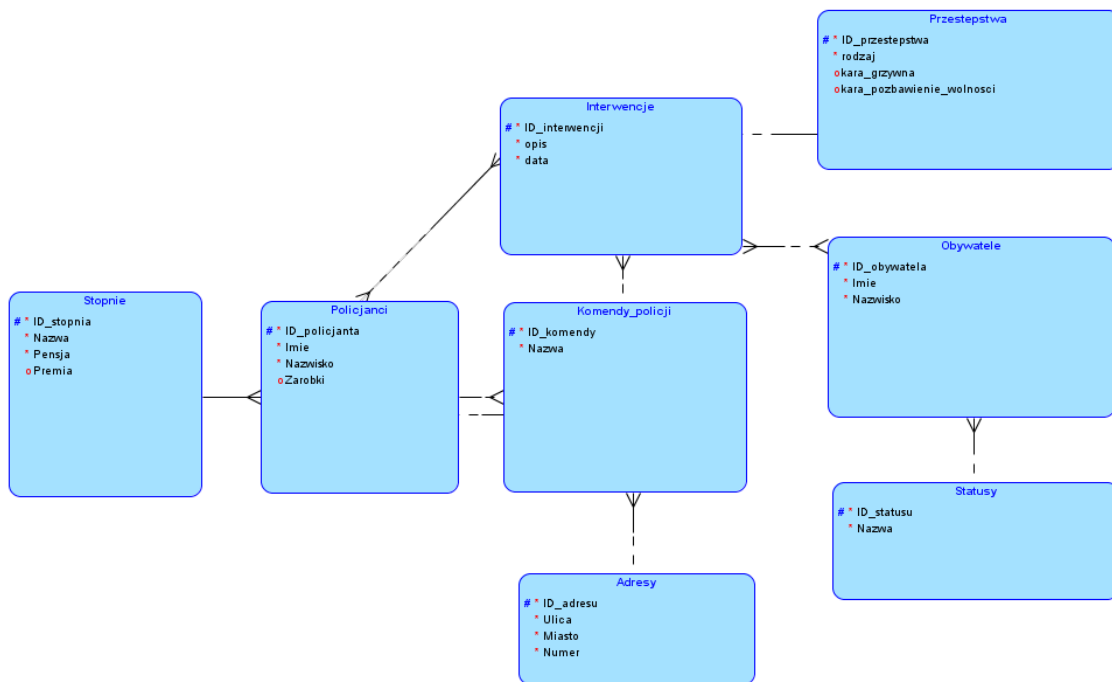 Przestepstwa
# * ID_przestepstwa
* rodzaj
o kara_grzywna
o kara_pozbawienie_wolnosci
Interwencje
# * ID_interwencji
* opis
* data
Obywatele
# * ID_obywatela
* Imie
* Nazwisko
Stopnie
# * ID_stopnia
* Nazwa
* Pensja
o Premia
Policjanci
# * ID_policjanta
* Imie
* Nazwisko
o Zarobki
Komendy_policji
# * ID_komendy
* Nazwa
Statusy
# * ID_statusu
* Nazwa
Adresy
# * ID_adresu
* Ulica
* Miasto
* Numer